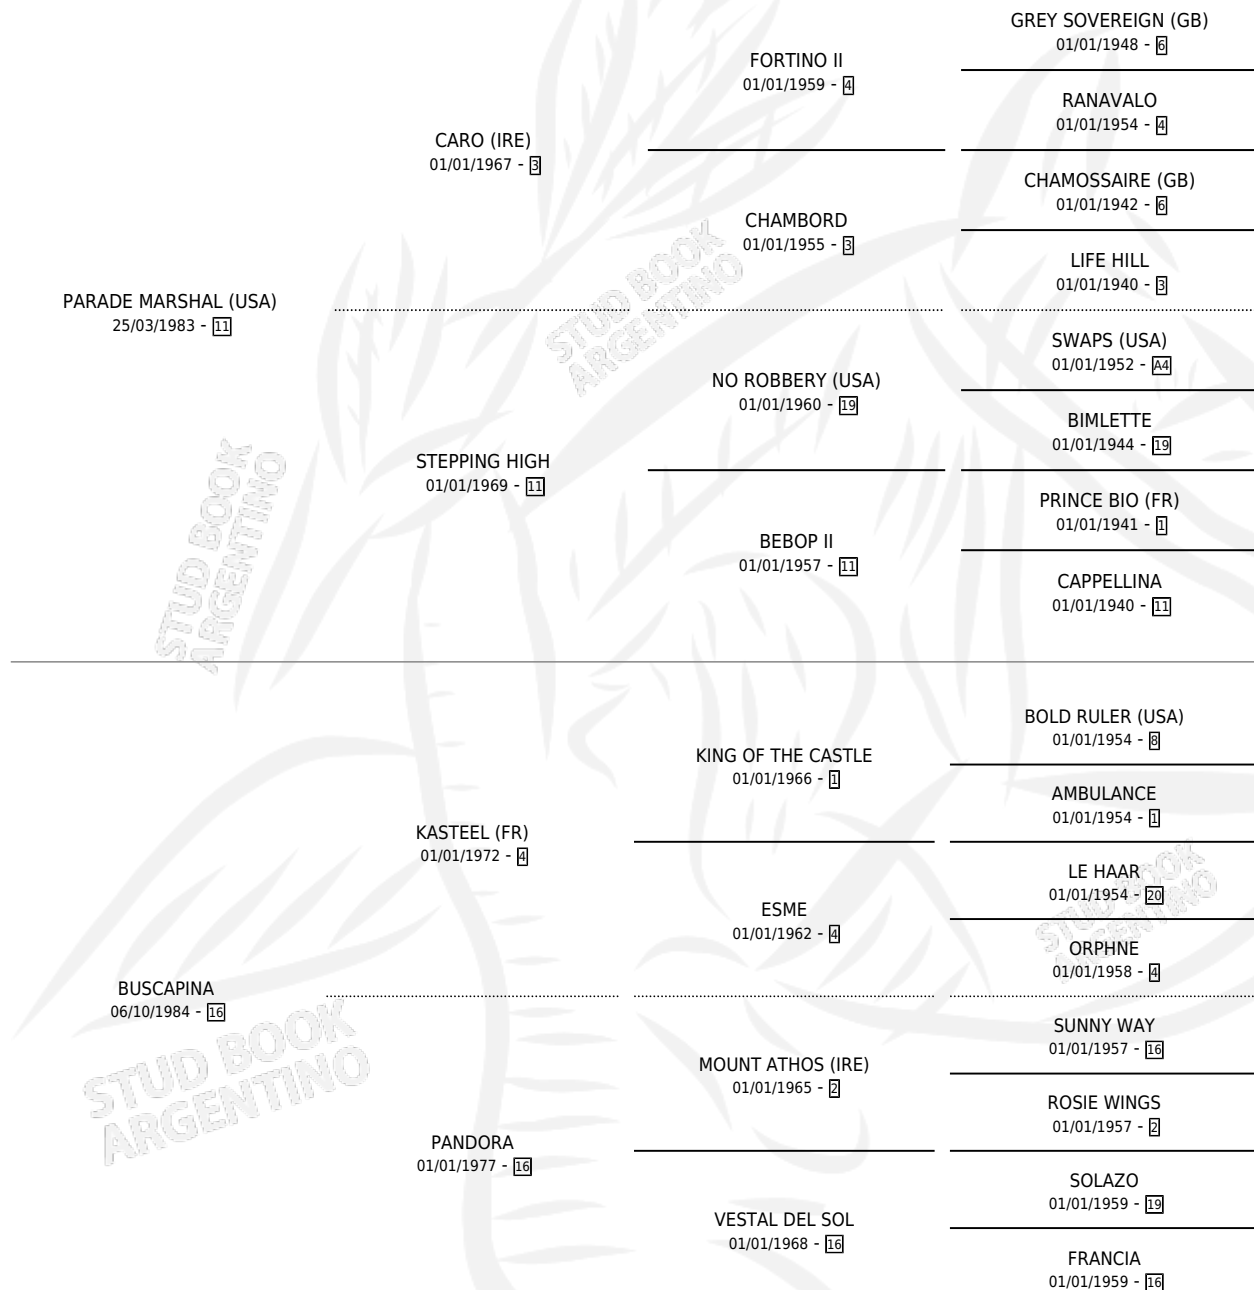 GREY SOVEREIGN (GB)
01/01/1948 - 6
FORTINO II
01/01/1959 - 4
RANAVALO
01/01/1954 - 4
CARO (IRE)
01/01/1967 - 3
CHAMOSSAIRE (GB)
01/01/1942 - 6
CHAMBORD
01/01/1955 - 3
LIFE HILL
01/01/1940 - 3
PARADE MARSHAL (USA)
25/03/1983 - 11
SWAPS (USA)
01/01/1952 - A4
NO ROBBERY (USA)
01/01/1960 - 19
BIMLETTE
01/01/1944 - 19
STEPPING HIGH
01/01/1969 - 11
PRINCE BIO (FR)
01/01/1941 - 1
BEBOP II
01/01/1957 - 11
CAPPELLINA
01/01/1940 - 11
BOLD RULER (USA)
01/01/1954 - 8
KING OF THE CASTLE
01/01/1966 - 1
AMBULANCE
01/01/1954 - 1
KASTEEL (FR)
01/01/1972 - 4
LE HAAR
01/01/1954 - 20
ESME
01/01/1962 - 4
ORPHNE
01/01/1958 - 4
BUSCAPINA
06/10/1984 - 16
SUNNY WAY
01/01/1957 - 16
MOUNT ATHOS (IRE)
01/01/1965 - 2
ROSIE WINGS
01/01/1957 - 2
PANDORA
01/01/1977 - 16
SOLAZO
01/01/1959 - 19
VESTAL DEL SOL
01/01/1968 - 16
FRANCIA
01/01/1959 - 16
STUD BOOK
ARGENTINO
STUD BOOK
ARGENTINO
STUD BOOK
ARGENTINO
STUD BOOK
ARGENTINO